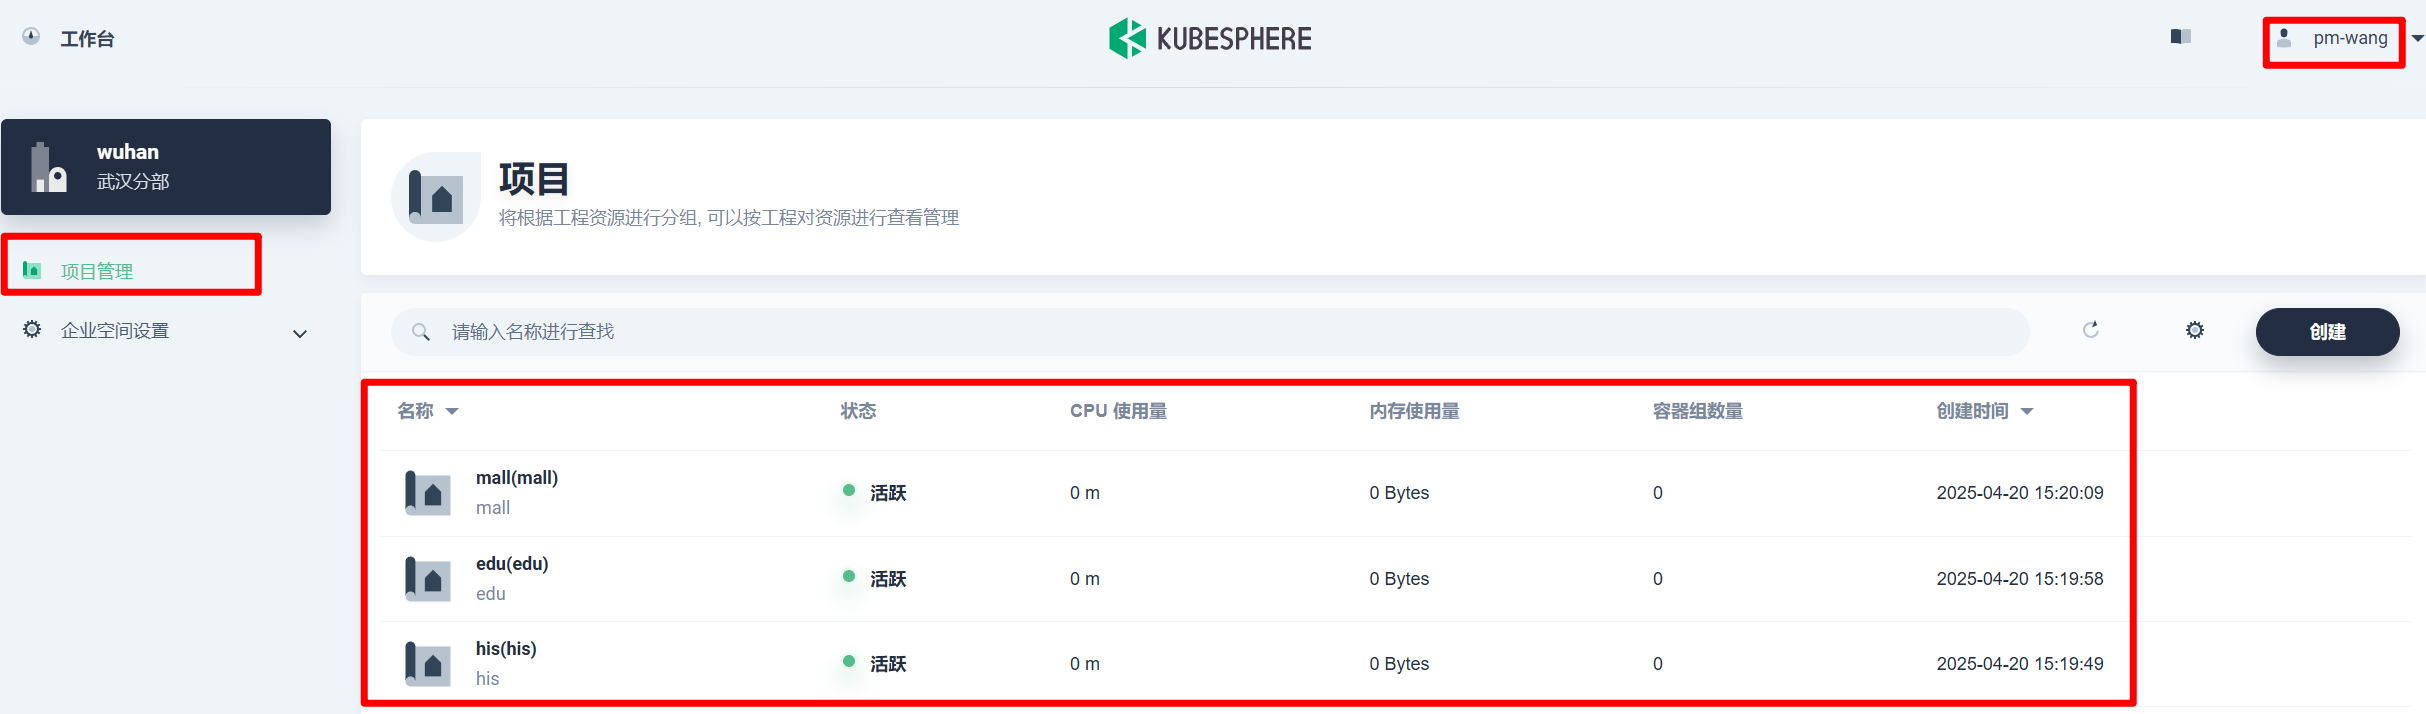 工作台
KUBESPHERE
pm-wang
wuhan
武汉分部
项目管理
企业空间设置
项目
将根据工程资源进行分组, 可以按工程对资源进行查看管理
请输入名称进行查找
创建
名称 状态 CPU 使用量 内存使用量 容器组数量 创建时间
mall(mall)
mall
活跃 0 m 0 Bytes 0 2025-04-20 15:20:09
edu(edu)
edu
活跃 0 m 0 Bytes 0 2025-04-20 15:19:58
his(his)
his
活跃 0 m 0 Bytes 0 2025-04-20 15:19:49